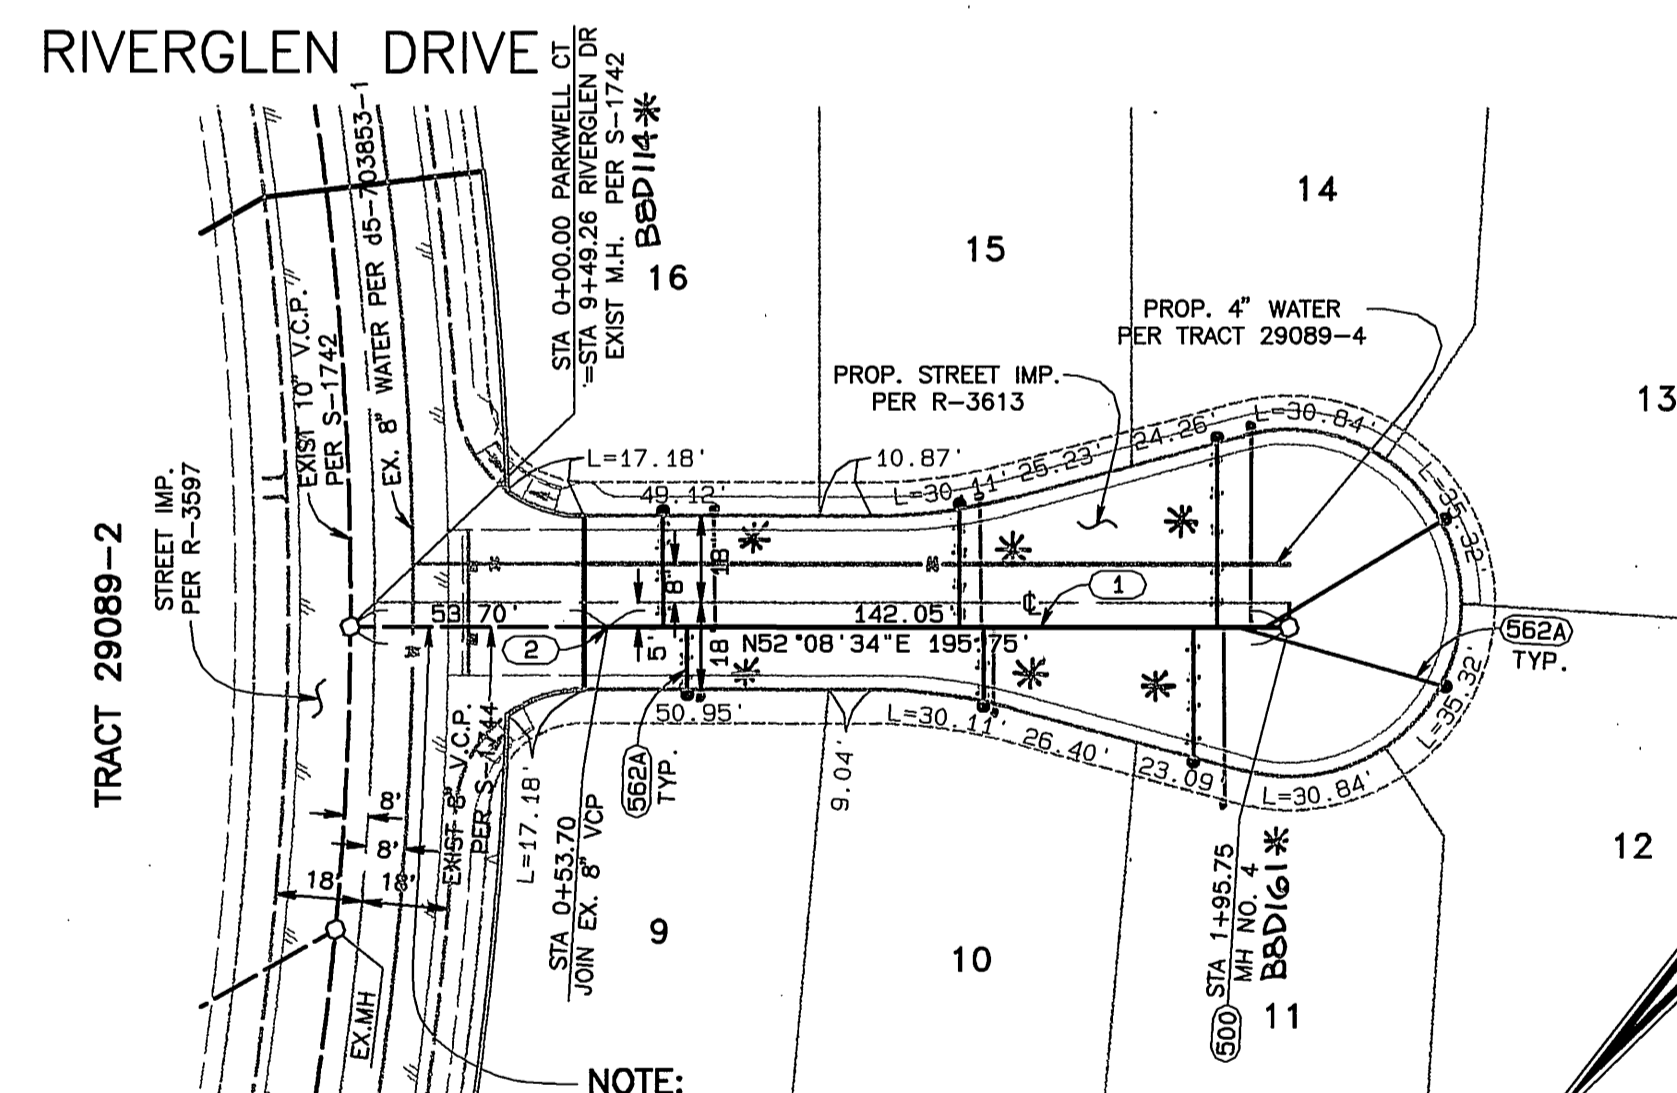 RIVERGLEN DRIVE
STA 0+00.00 PARKWELL CT
=STA 9+49.26 RIVERGLEN DR
EXIST M.H. PER S-1742
B8D114*
EXIST 10" V.C.P.
PER S-1742
EX. 8" WATER PER d5-703853-1
STREET IMP.
PER R-3597
TRACT 29089-2
16
15
14
13
PROP. 4" WATER
PER TRACT 29089-4
PROP. STREET IMP.
PER R-3613
L=17.18'
49.12'
10.87'
L=30.11'
25.23'
24.26'
L=30.84'
L=35.32'
18'
8'
53.70'
142.05'
℄
1
2
5'
18'
N52°08'34"E 195.75'
562A
TYP.
50.95'
L=30.11'
26.40'
23.09
L=30.84'
L=35.32'
562A
TYP.
9.04'
L=17.18'
EXIST 8" V.C.P.
PER S-1744
8'
8'
18'
18'
STA 0+53.70
JOIN EX. 8" VCP
500
STA 1+95.75
MH NO. 4
B8D161*
9
10
11
12
EX.MH
NOTE: